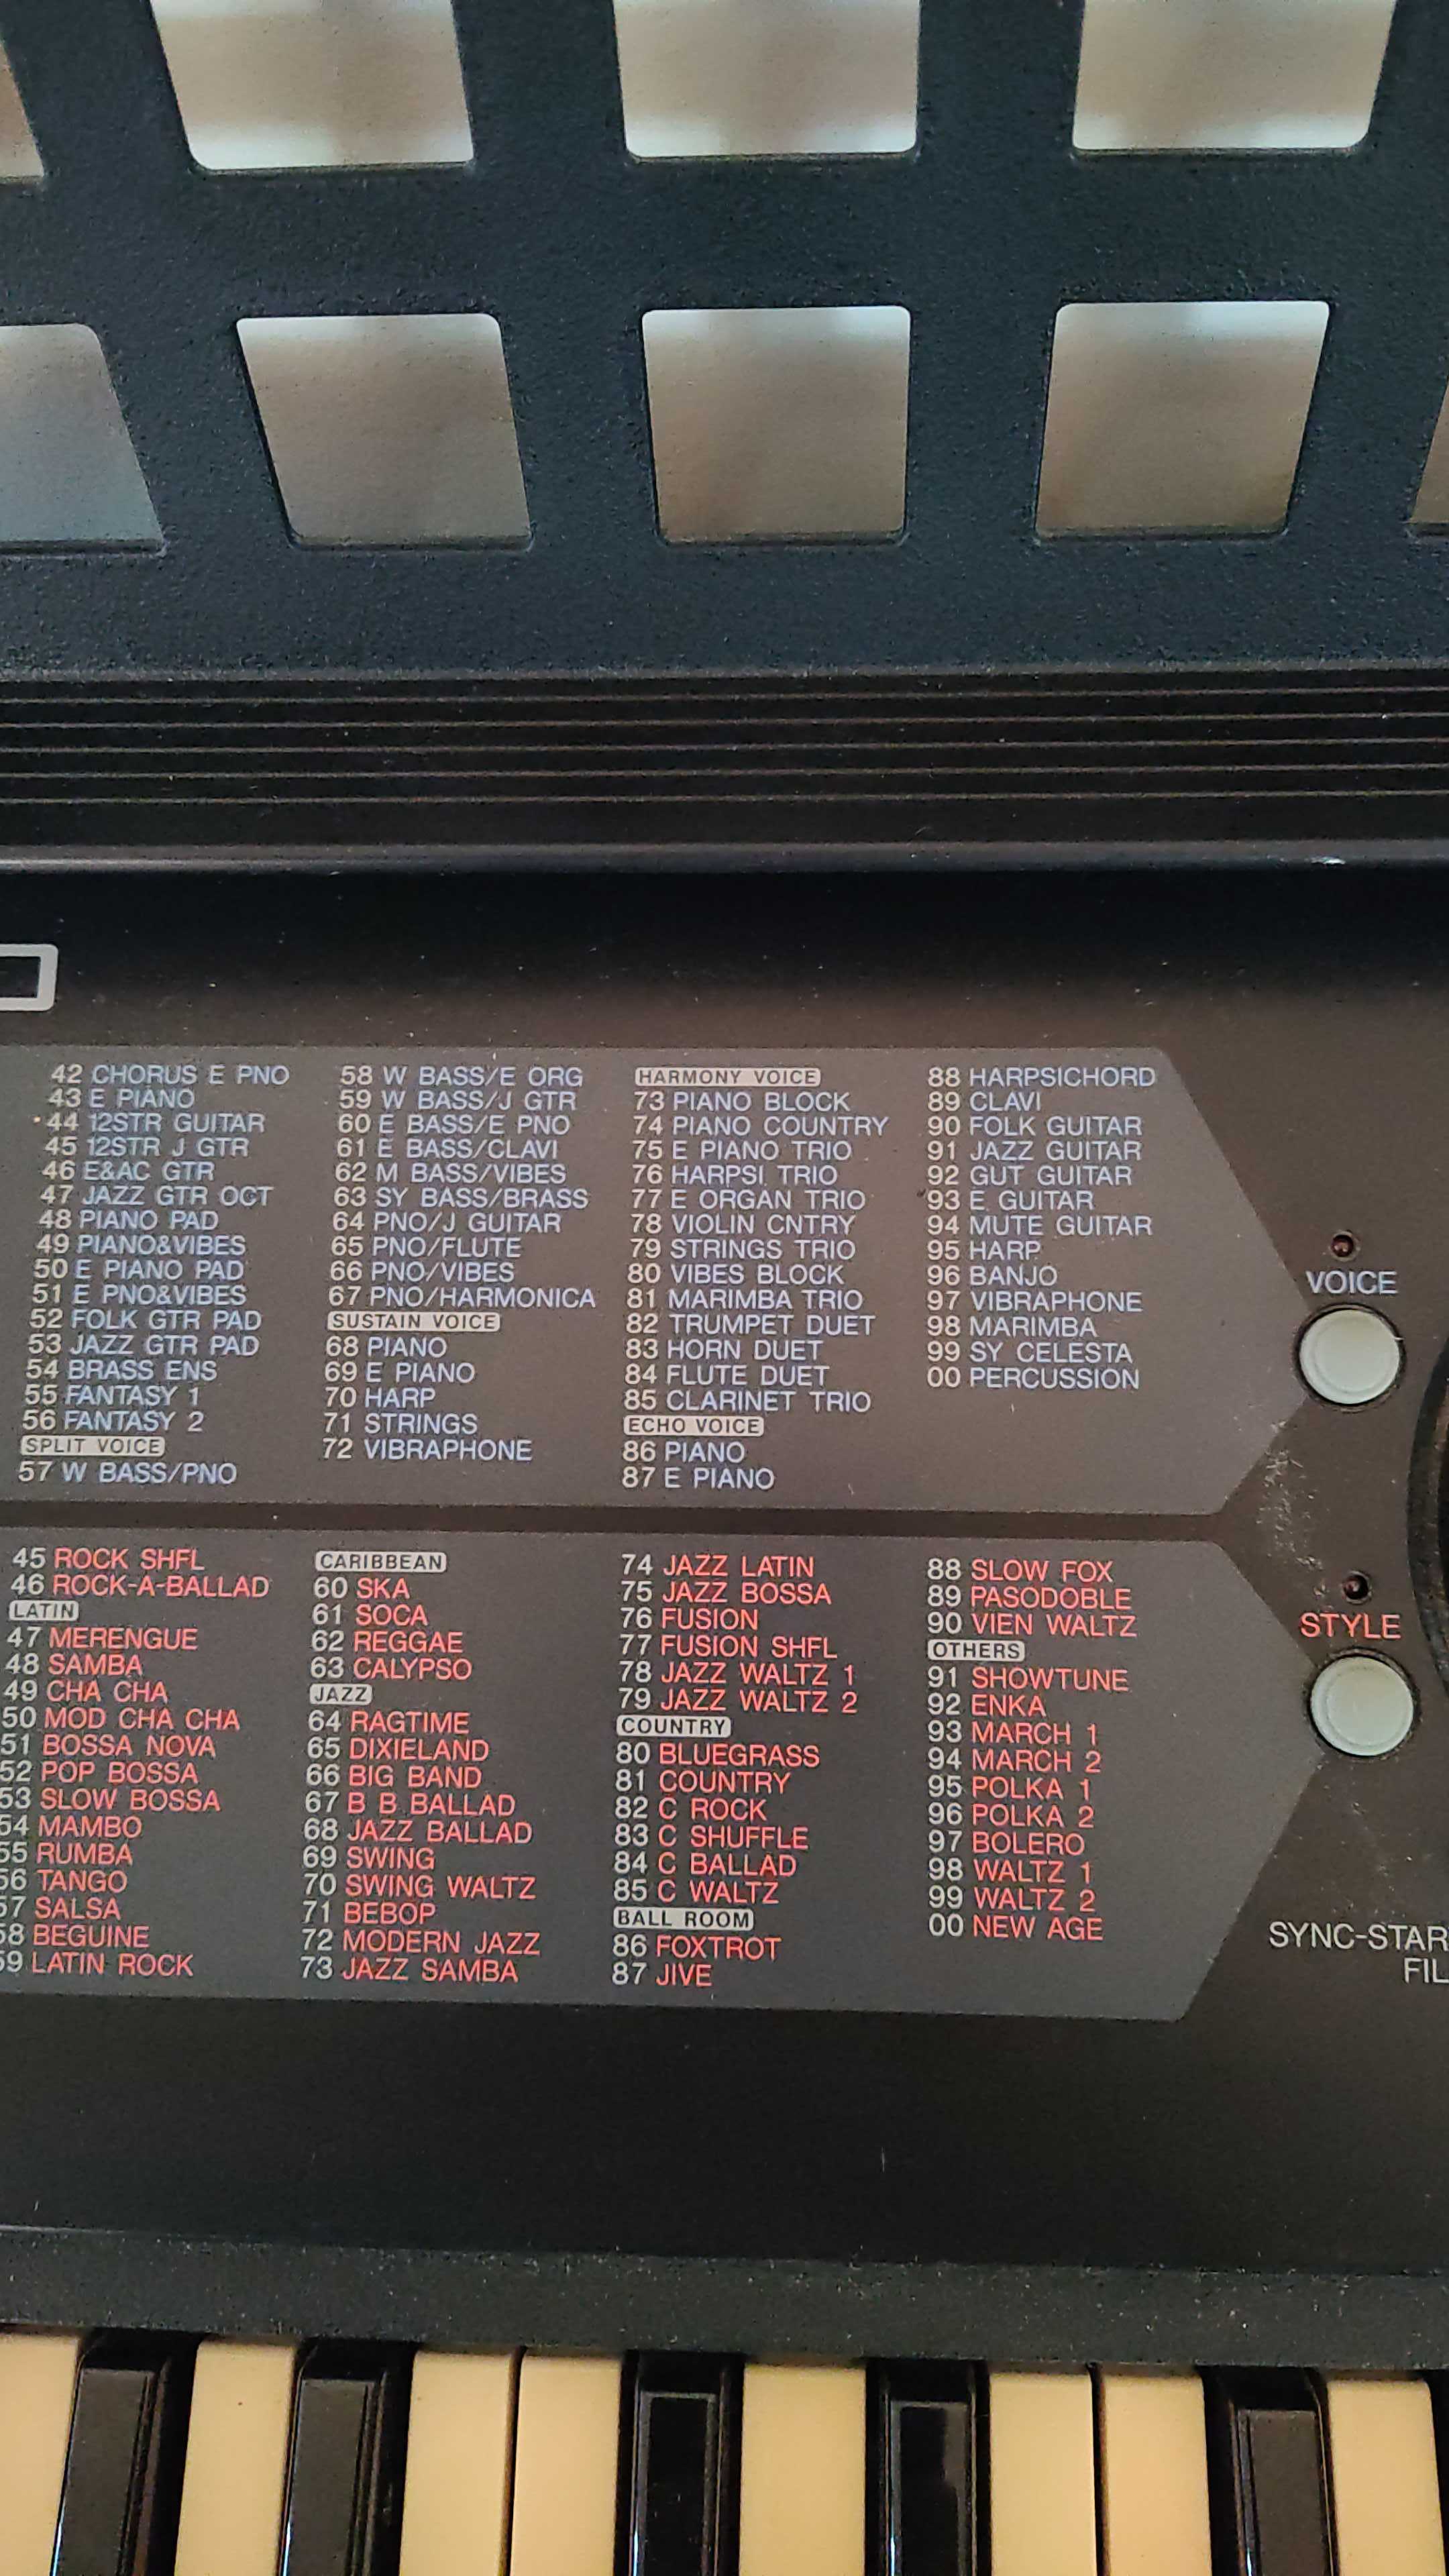 42 CHORUS E PNO
43 E PIANO
44 12STR GUITAR
45 12STR J GTR
46 E&AC GTR
47 JAZZ GTR OCT
48 PIANO PAD
49 PIANO&VIBES
50 E PIANO PAD
51 E PNO&VIBES
52 FOLK GTR PAD
53 JAZZ GTR PAD
54 BRASS ENS
55 FANTASY 1
56 FANTASY 2
SPLIT VOICE
57 W BASS/PNO
58 W BASS/E ORG
59 W BASS/J GTR
60 E BASS/E PNO
61 E BASS/CLAVI
62 M BASS/VIBES
63 SY BASS/BRASS
64 PNO/J GUITAR
65 PNO/FLUTE
66 PNO/VIBES
67 PNO/HARMONICA
SUSTAIN VOICE
68 PIANO
69 E PIANO
70 HARP
71 STRINGS
72 VIBRAPHONE
HARMONY VOICE
73 PIANO BLOCK
74 PIANO COUNTRY
75 E PIANO TRIO
76 HARPSI TRIO
77 E ORGAN TRIO
78 VIOLIN CNTRY
79 STRINGS TRIO
80 VIBES BLOCK
81 MARIMBA TRIO
82 TRUMPET DUET
83 HORN DUET
84 FLUTE DUET
85 CLARINET TRIO
ECHO VOICE
86 PIANO
87 E PIANO
88 HARPSICHORD
89 CLAVI
90 FOLK GUITAR
91 JAZZ GUITAR
92 GUT GUITAR
93 E GUITAR
94 MUTE GUITAR
95 HARP
96 BANJO
97 VIBRAPHONE
98 MARIMBA
99 SY CELESTA
00 PERCUSSION
VOICE
45 ROCK SHFL
46 ROCK-A-BALLAD
LATIN
47 MERENGUE
48 SAMBA
49 CHA CHA
50 MOD CHA CHA
51 BOSSA NOVA
52 POP BOSSA
53 SLOW BOSSA
54 MAMBO
55 RUMBA
56 TANGO
57 SALSA
58 BEGUINE
59 LATIN ROCK
CARIBBEAN
60 SKA
61 SOCA
62 REGGAE
63 CALYPSO
JAZZ
64 RAGTIME
65 DIXIELAND
66 BIG BAND
67 B B BALLAD
68 JAZZ BALLAD
69 SWING
70 SWING WALTZ
71 BEBOP
72 MODERN JAZZ
73 JAZZ SAMBA
74 JAZZ LATIN
75 JAZZ BOSSA
76 FUSION
77 FUSION SHFL
78 JAZZ WALTZ 1
79 JAZZ WALTZ 2
COUNTRY
80 BLUEGRASS
81 COUNTRY
82 C ROCK
83 C SHUFFLE
84 C BALLAD
85 C WALTZ
BALL ROOM
86 FOXTROT
87 JIVE
88 SLOW FOX
89 PASODOBLE
90 VIEN WALTZ
OTHERS
91 SHOWTUNE
92 ENKA
93 MARCH 1
94 MARCH 2
95 POLKA 1
96 POLKA 2
97 BOLERO
98 WALTZ 1
99 WALTZ 2
00 NEW AGE
STYLE
SYNC-STAR
FIL